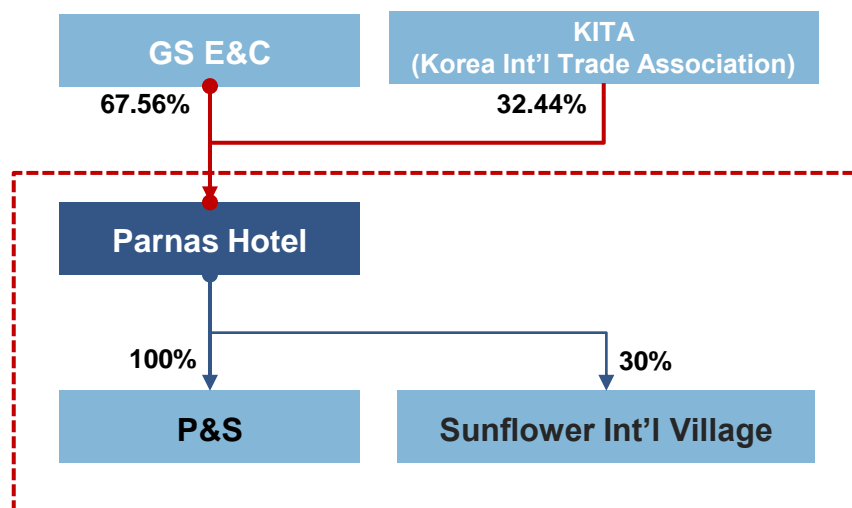 GS E&C
KITA
(Korea Int'l Trade Association)
67.56%
32.44%
Parnas Hotel
100%
30%
P&S
Sunflower Int'l Village